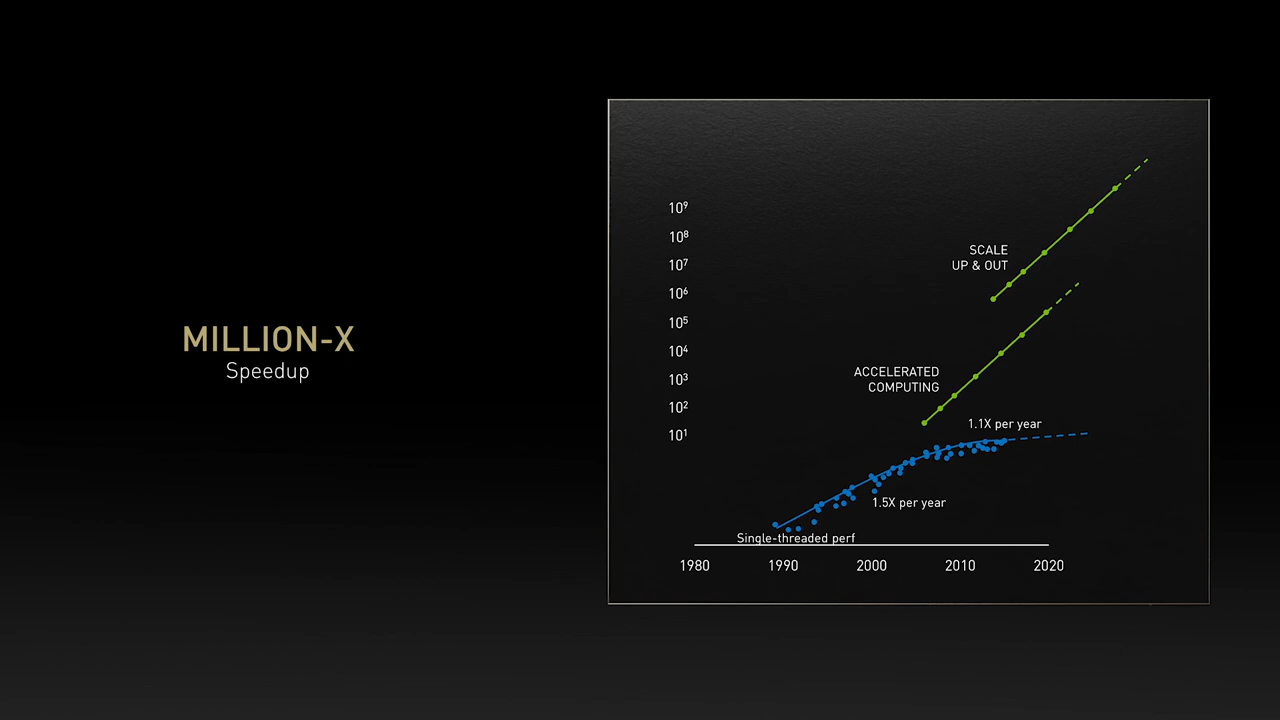 MILLION-X
Speedup
10⁹
10⁸
10⁷
10⁶
10⁵
10⁴
10³
10²
10¹
SCALE
UP & OUT
ACCELERATED
COMPUTING
1.1X per year
1.5X per year
Single-threaded perf
1980 1990 2000 2010 2020